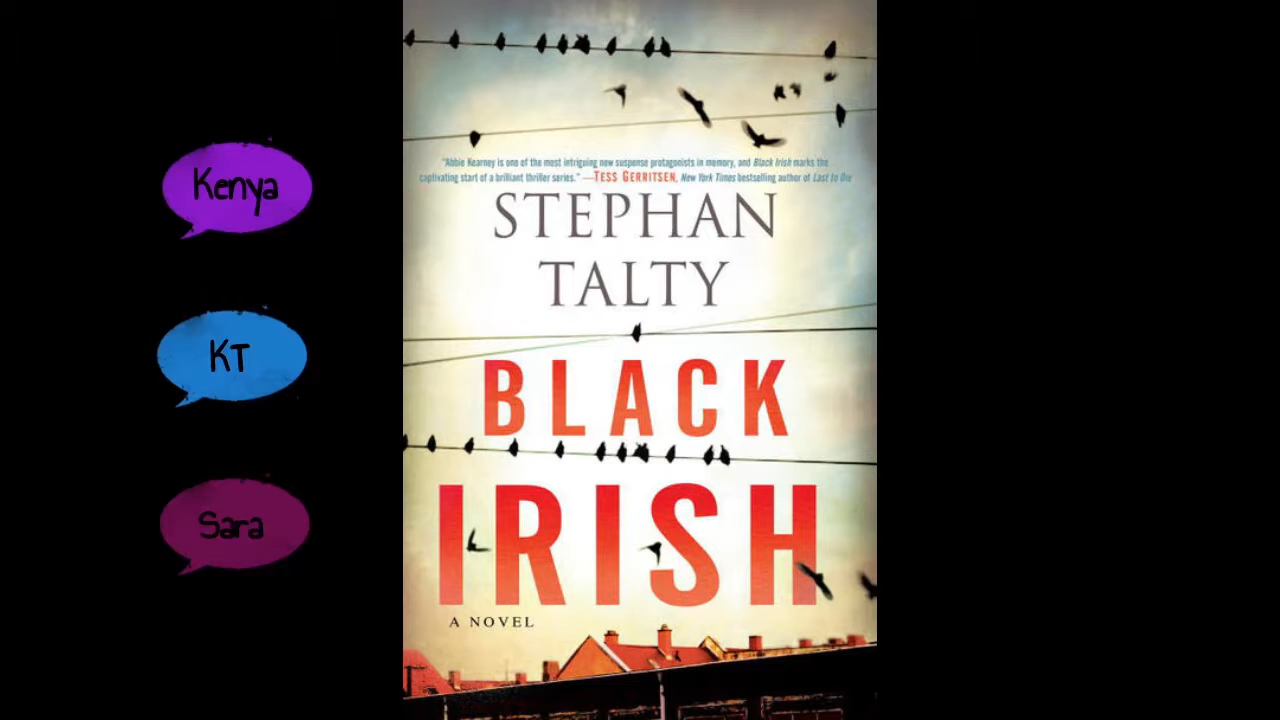 Kenya
KT
Sara
"Abbie Kearney is one of the most intriguing new suspense protagonists in memory, and Black Irish marks the
captivating start of a brilliant thriller series." —TESS GERRITSEN, New York Times bestselling author of Last to Die
STEPHAN
TALTY
BLACK
IRISH
A NOVEL